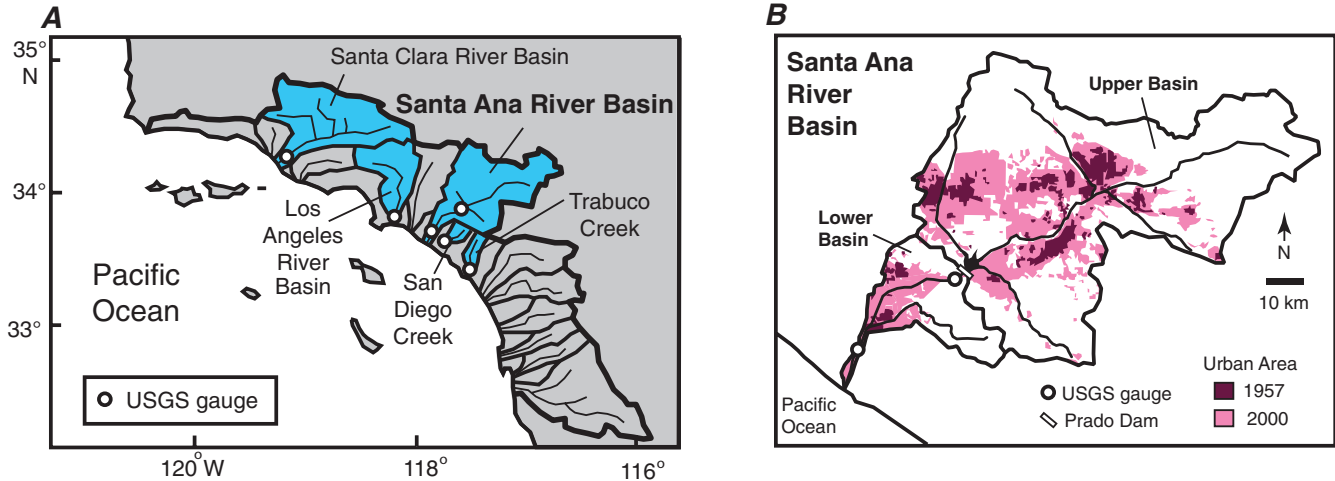 A
35°
N
34°
33°
Santa Clara River Basin
Santa Ana River Basin
Los
Angeles
River
Basin
San
Diego
Creek
Trabuco
Creek
Pacific
Ocean
USGS gauge
120°W
118°
116°
B
Santa Ana
River
Basin
Upper Basin
Lower
Basin
N
10 km
Urban Area
1957
2000
USGS gauge
Prado Dam
Pacific
Ocean